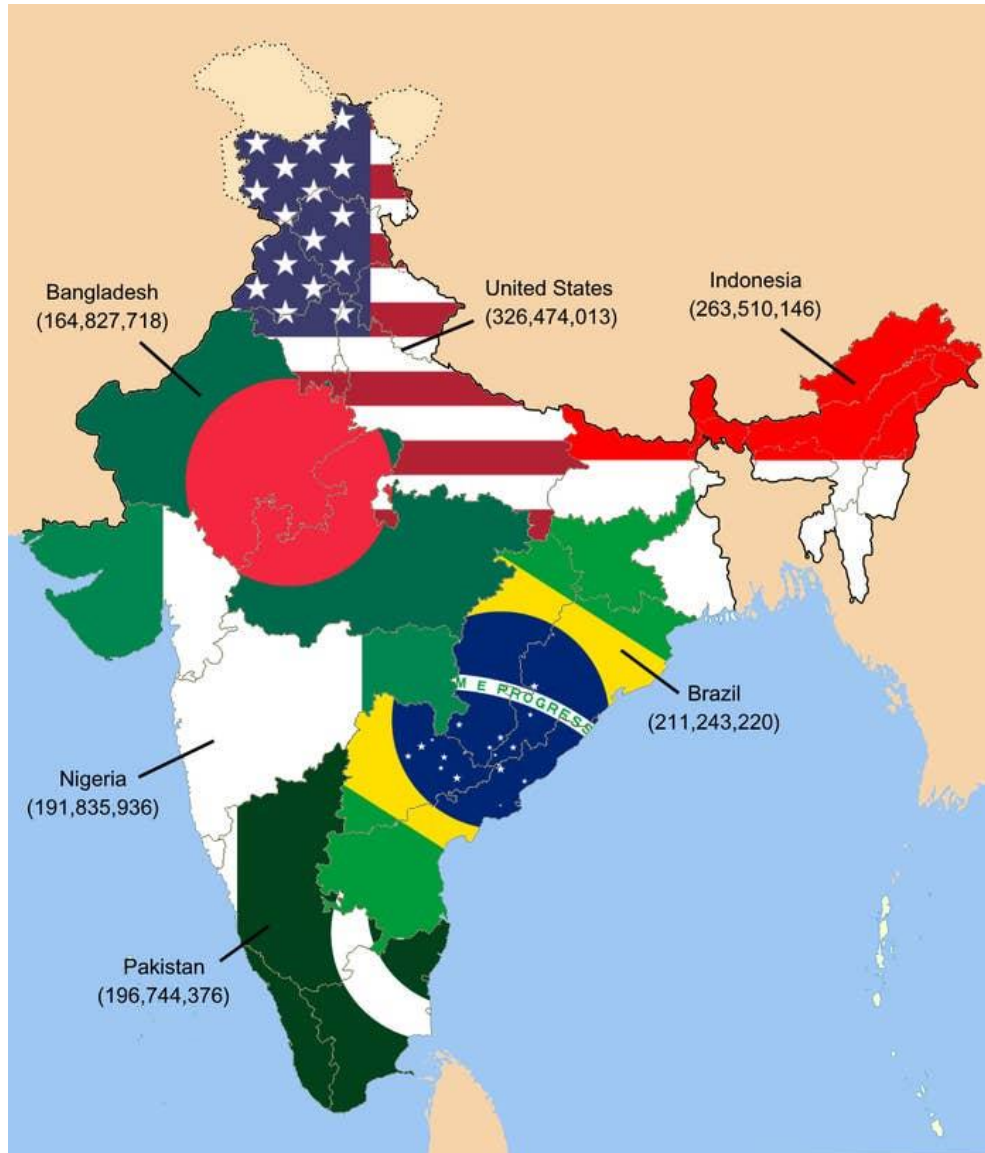 United States
(326,474,013)
Indonesia
(263,510,146)
Bangladesh
(164,827,718)
M E PROGRESS
Brazil
(211,243,220)
Nigeria
(191,835,936)
Pakistan
(196,744,376)